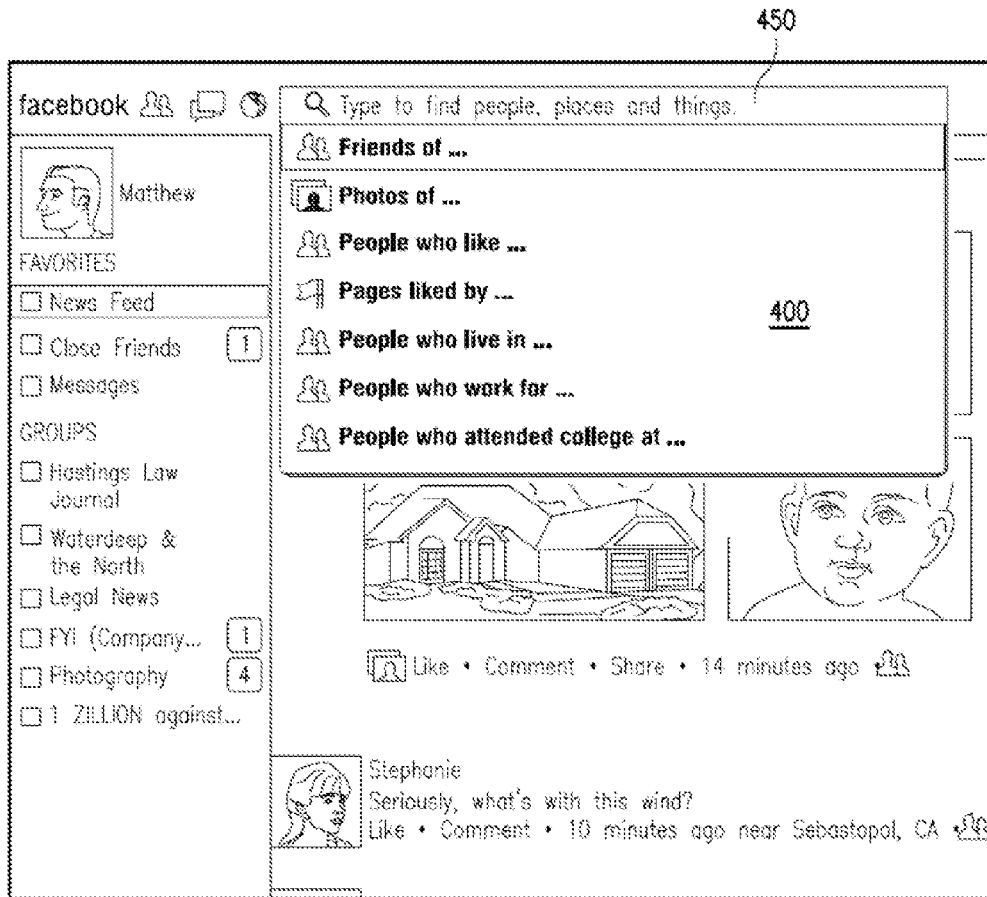 450
facebook
Type to find people, places and things.
Friends of ...
Photos of ...
People who like ...
Pages liked by ...
400
People who live in ...
People who work for ...
People who attended college at ...
Matthew
FAVORITES
News Feed
Close Friends 1
Messages
GROUPS
Hastings Law
Journal
Waterdeep &
the North
Legal News
FYI (Company... 1
Photography 4
1 ZILLION against...
Like • Comment • Share • 14 minutes ago
Stephanie
Seriously, what's with this wind?
Like • Comment • 10 minutes ago near Sebastopol, CA •